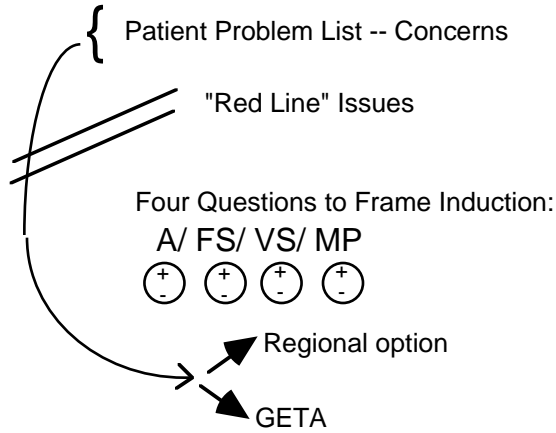 { Patient Problem List -- Concerns
"Red Line" Issues
Four Questions to Frame Induction:
A/ FS/ VS/ MP
+ + + +
- - - -
Regional option
GETA